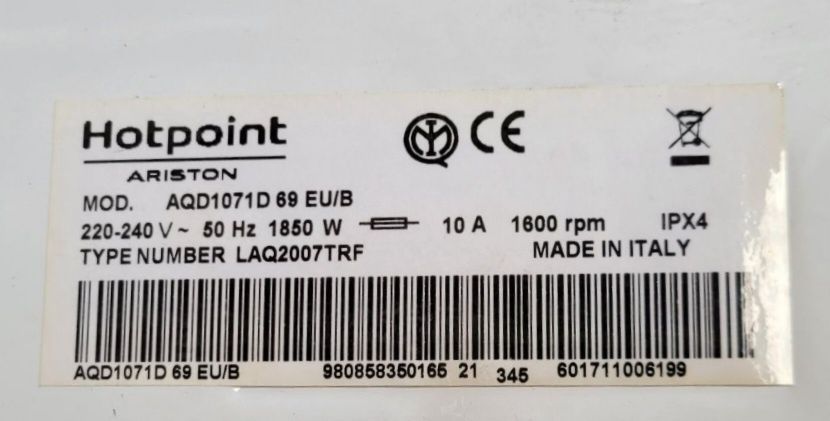 Hotpoint
ARISTON
CE
MOD. AQD1071D 69 EU/B
220-240 V ~ 50 Hz 1850 W 10 A 1600 rpm IPX4
TYPE NUMBER LAQ2007TRF MADE IN ITALY
AQD1071D 69 EU/B 980858350165 21 345 601711006199